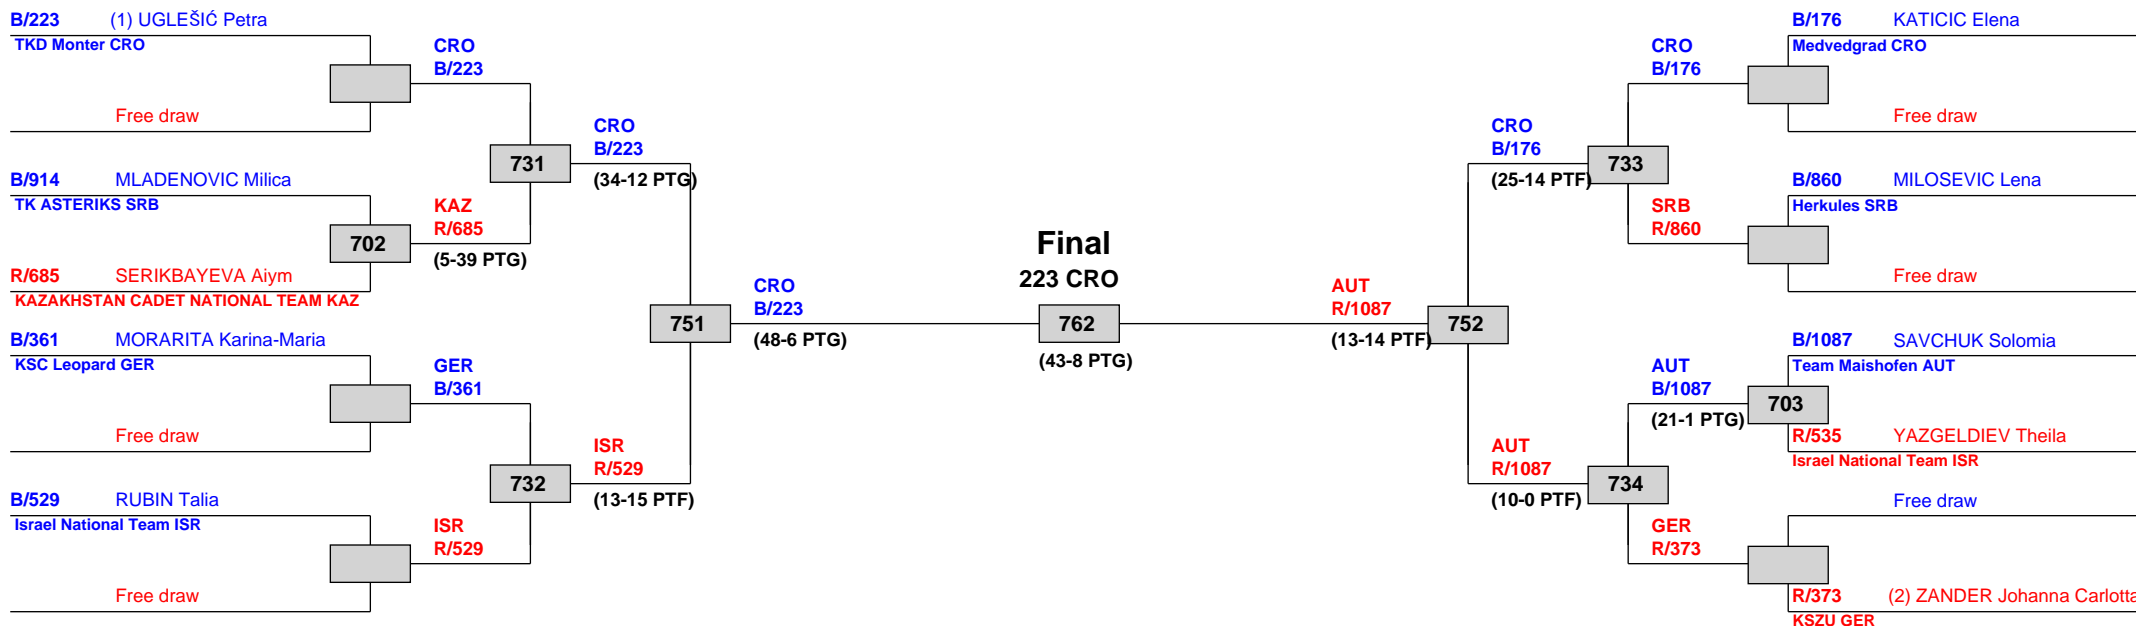 B/223 (1) UGLEŠIĆ Petra
TKD Monter CRO
Free draw
CRO
B/223
B/914 MLADENOVIC Milica
TK ASTERIKS SRB
702
R/685 SERIKBAYEVA Aiym
KAZAKHSTAN CADET NATIONAL TEAM KAZ
KAZ
R/685
(5-39 PTG)
731
CRO
B/223
(34-12 PTG)
B/361 MORARITA Karina-Maria
KSC Leopard GER
Free draw
GER
B/361
B/529 RUBIN Talia
Israel National Team ISR
Free draw
ISR
R/529
732
ISR
R/529
(13-15 PTF)
751
CRO
B/223
(48-6 PTG)
Final
223 CRO
762
(43-8 PTG)
AUT
R/1087
(13-14 PTF)
752
CRO
B/176
(25-14 PTF)
733
CRO
B/176
B/176 KATICIC Elena
Medvedgrad CRO
Free draw
SRB
R/860
B/860 MILOSEVIC Lena
Herkules SRB
Free draw
AUT
R/1087
(10-0 PTF)
734
AUT
B/1087
(21-1 PTG)
703
B/1087 SAVCHUK Solomia
Team Maishofen AUT
R/535 YAZGELDIEV Theila
Israel National Team ISR
GER
R/373
Free draw
R/373 (2) ZANDER Johanna Carlotta
KSZU GER